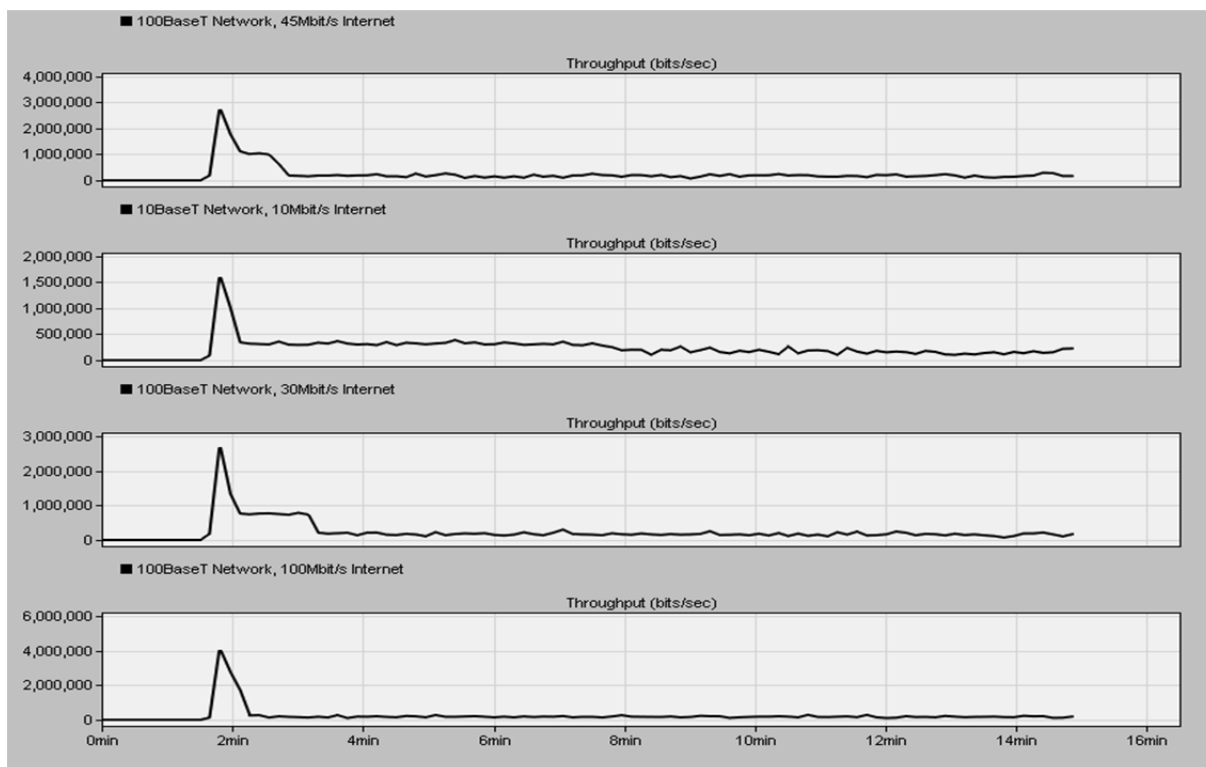 100BaseT Network, 45Mbit/s Internet
Throughput (bits/sec)
4,000,000
3,000,000
2,000,000
1,000,000
0
10BaseT Network, 10Mbit/s Internet
Throughput (bits/sec)
2,000,000
1,500,000
1,000,000
500,000
0
100BaseT Network, 30Mbit/s Internet
Throughput (bits/sec)
3,000,000
2,000,000
1,000,000
0
100BaseT Network, 100Mbit/s Internet
Throughput (bits/sec)
6,000,000
4,000,000
2,000,000
0
0min 2min 4min 6min 8min 10min 12min 14min 16min